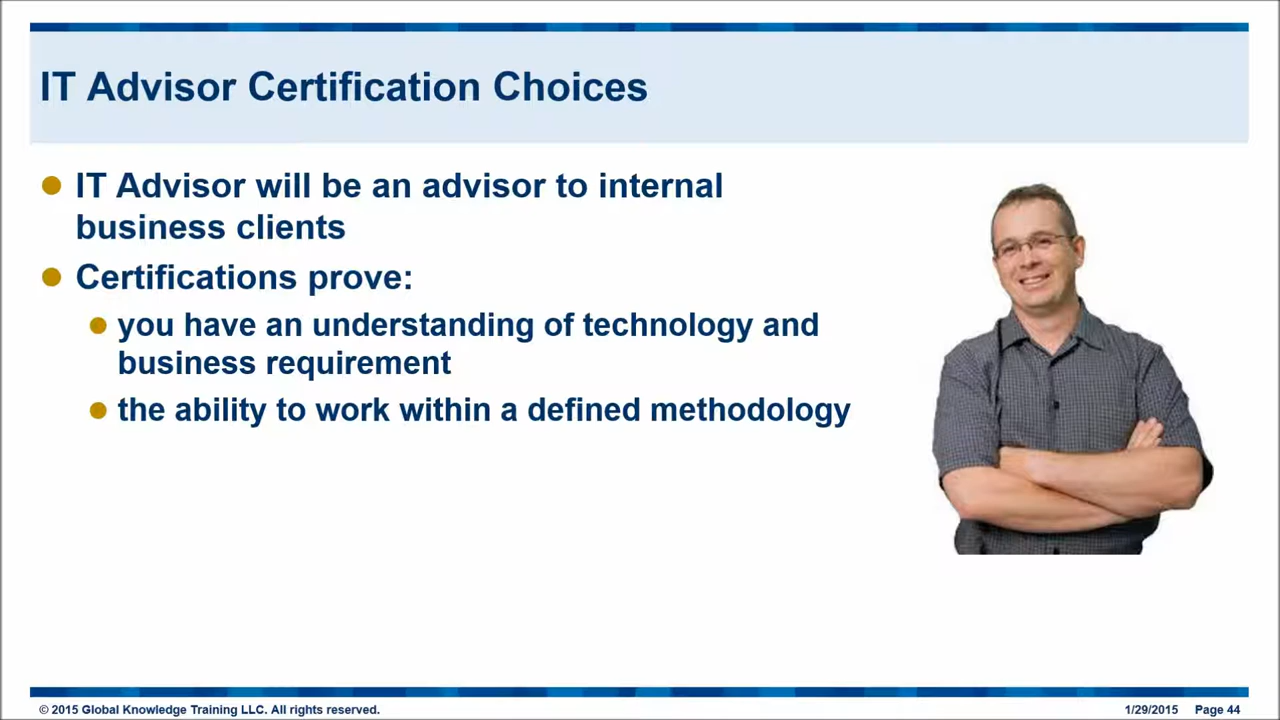 IT Advisor Certification Choices
IT Advisor will be an advisor to internal
business clients
Certifications prove:
you have an understanding of technology and
business requirement
the ability to work within a defined methodology
© 2015 Global Knowledge Training LLC. All rights reserved.
1/29/2015 Page 44